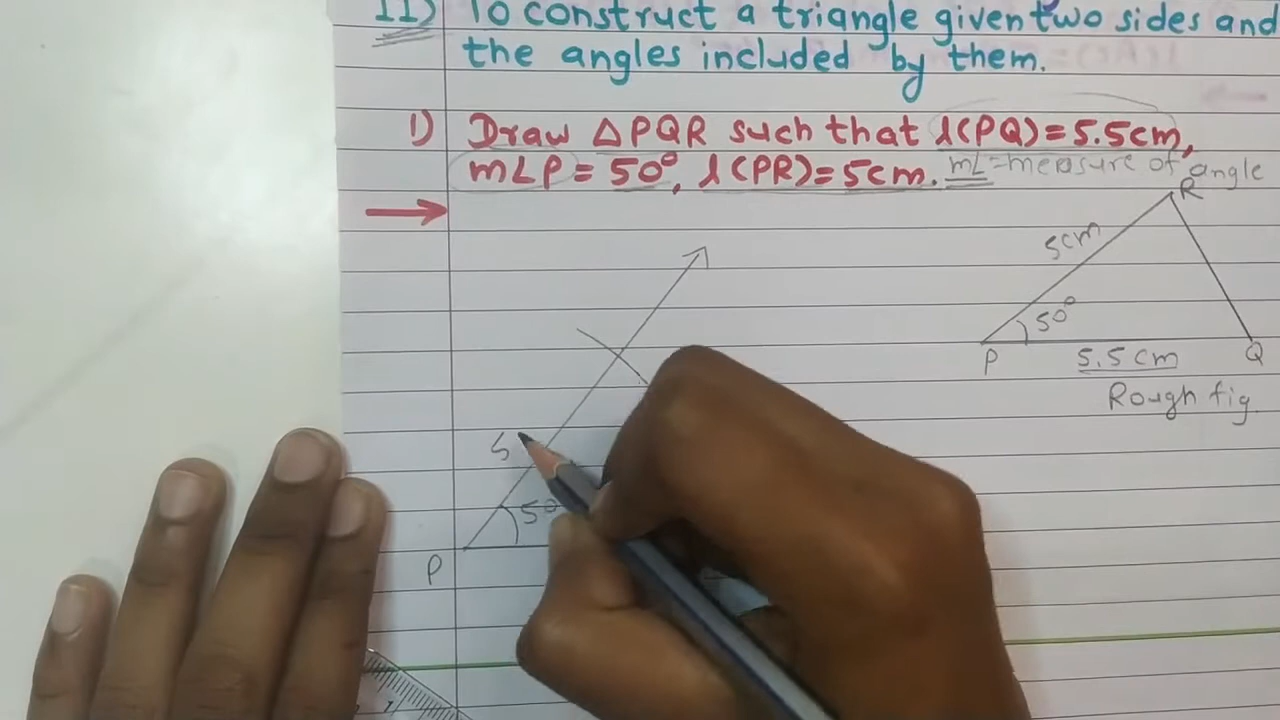 II) To construct a triangle given two sides and
the angles included by them.
1) Draw △PQR such that l(PQ)=5.5cm,
m∠P = 50°, l(PR)=5cm. m∠=measure of angle
R
5cm
50°
P 5.5cm Q
Rough fig
5
50
P